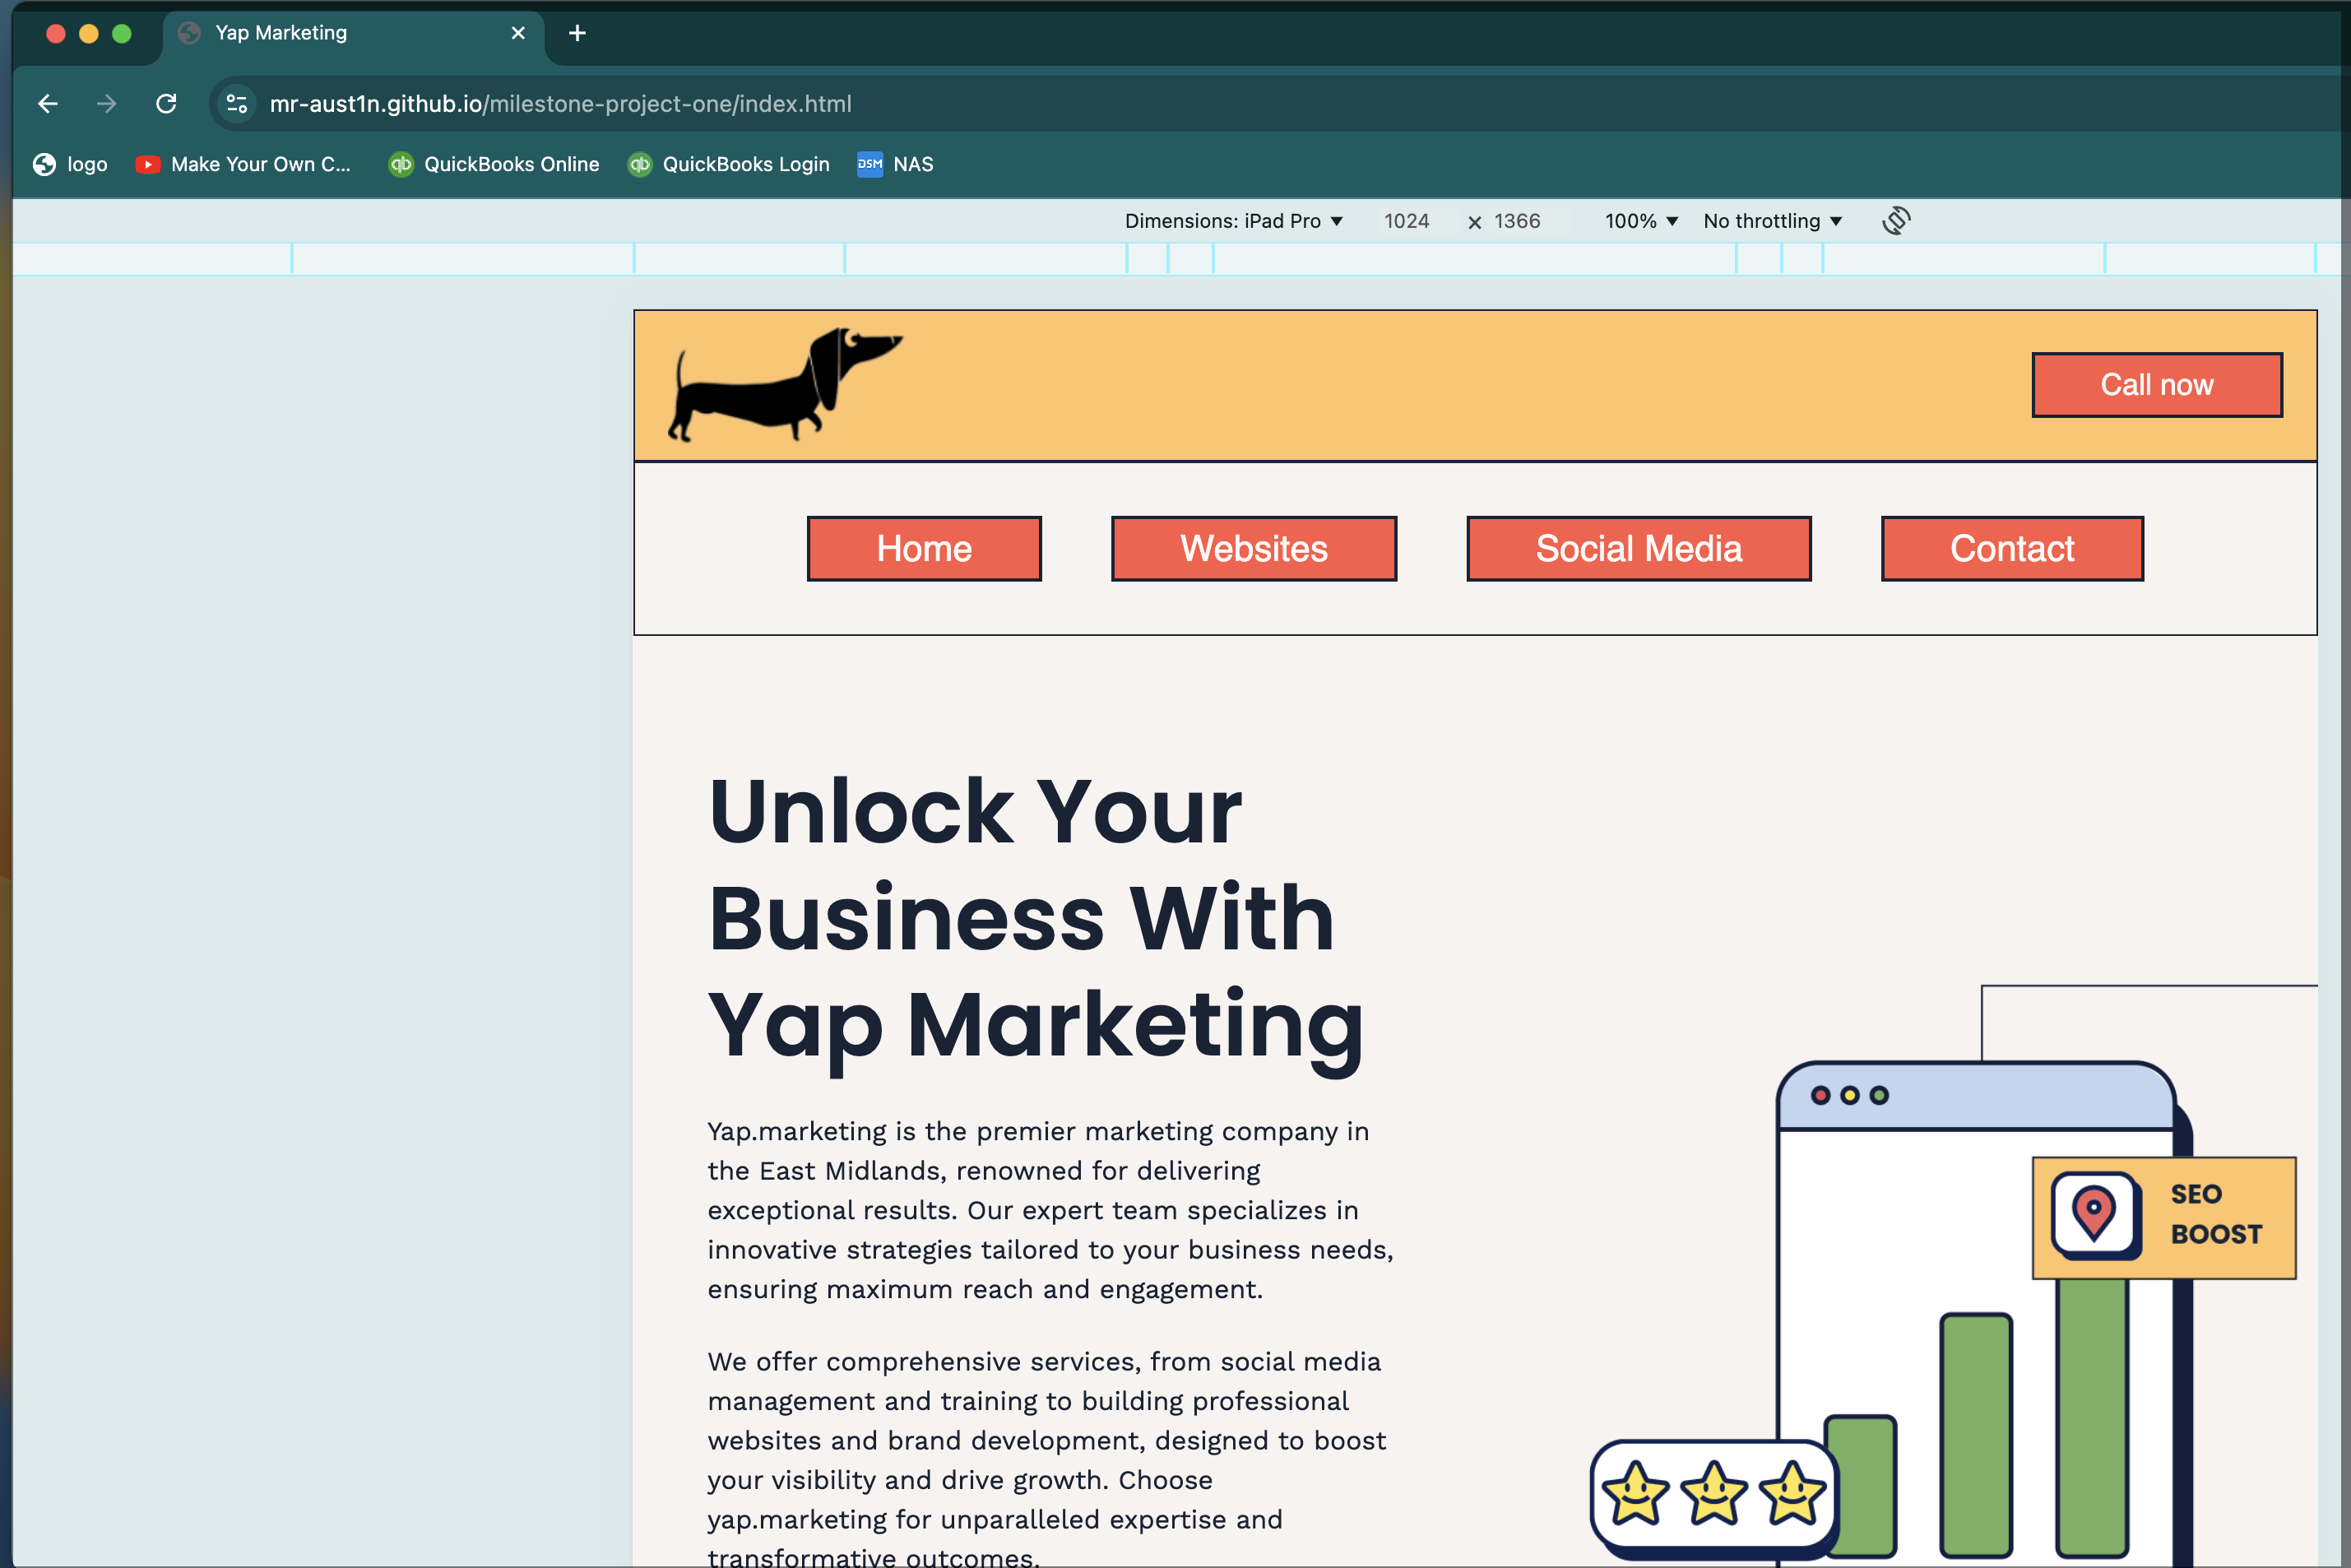 Yap Marketing
mr-aust1n.github.io/milestone-project-one/index.html
logo Make Your Own C... QuickBooks Online QuickBooks Login DSM NAS
Dimensions: iPad Pro 1024 × 1366 100% No throttling
Call now
Home Websites Social Media Contact
Unlock Your
Business With
Yap Marketing
Yap.marketing is the premier marketing company in
the East Midlands, renowned for delivering
exceptional results. Our expert team specializes in
innovative strategies tailored to your business needs,
ensuring maximum reach and engagement.
We offer comprehensive services, from social media
management and training to building professional
websites and brand development, designed to boost
your visibility and drive growth. Choose
yap.marketing for unparalleled expertise and
transformative outcomes.
SEO
BOOST